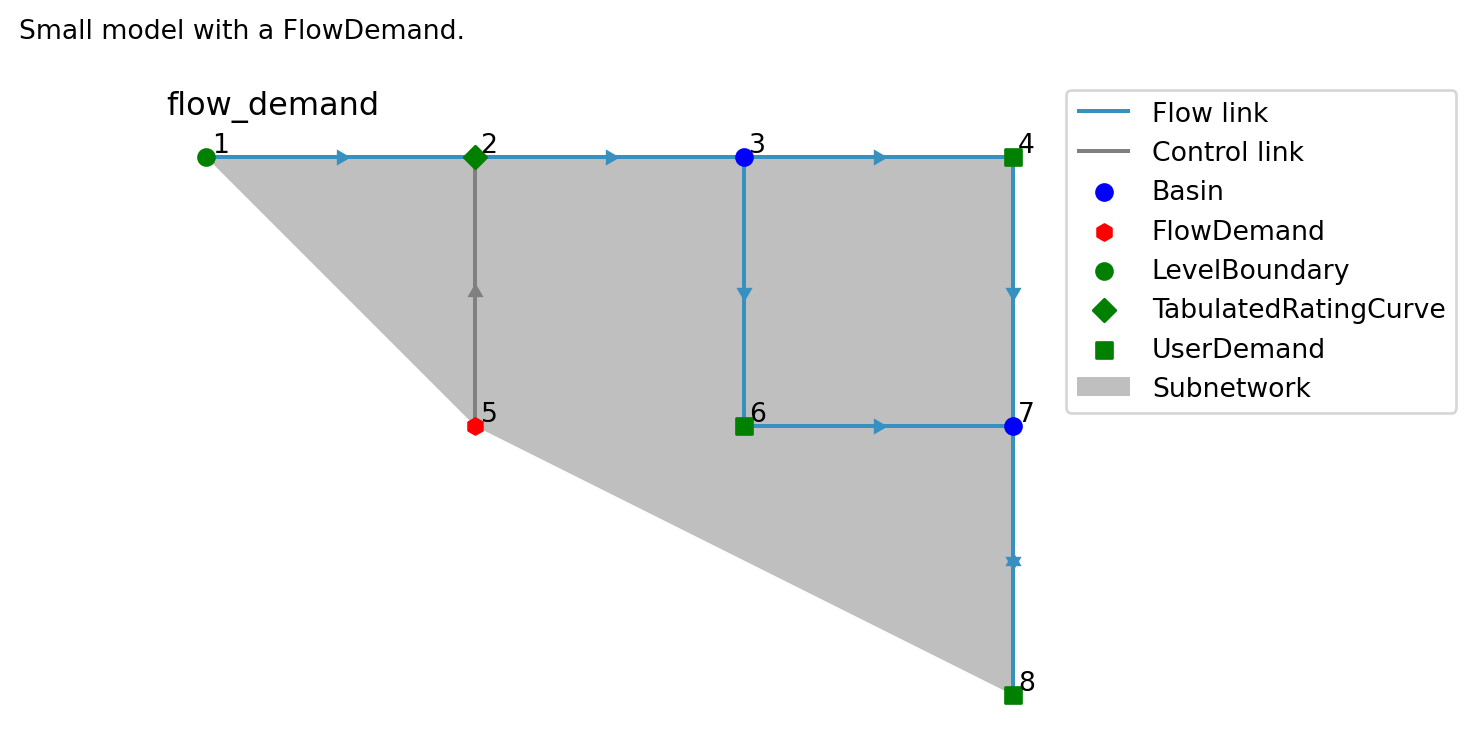 Small model with a FlowDemand.
flow_demand
1
2
3
4
5
6
7
8
Flow link
Control link
Basin
FlowDemand
LevelBoundary
TabulatedRatingCurve
UserDemand
Subnetwork